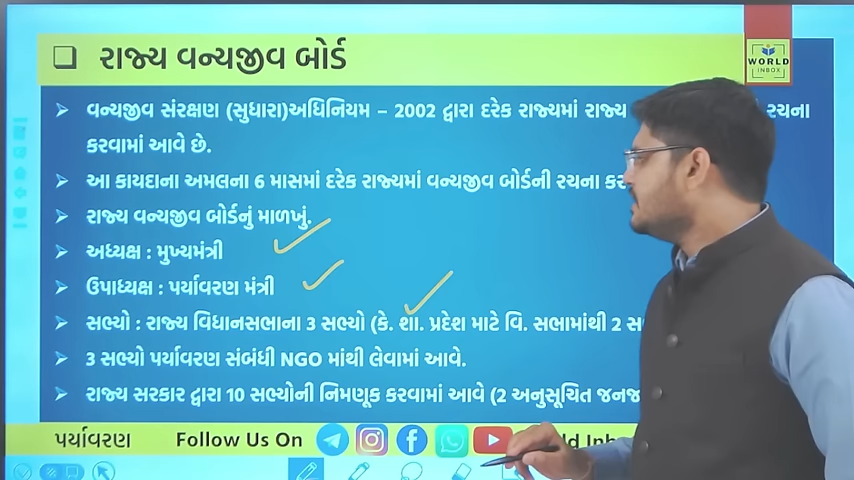 રાજ્ય વન્યજીવ બોર્ડ
WORLD
INBOX
વન્યજીવ સંરક્ષણ (સુધારા)અધિનિયમ – 2002 દ્વારા દરેક રાજ્યમાં રાજ્ય રચના
કરવામાં આવે છે.
આ કાયદાના અમલના 6 માસમાં દરેક રાજ્યમાં વન્યજીવ બોર્ડની રચના
રાજ્ય વન્યજીવ બોર્ડનું માળખું.
અધ્યક્ષ : મુખ્યમંત્રી
ઉપાધ્યક્ષ : પર્યાવરણ મંત્રી
સભ્યો : રાજ્ય વિધાનસભાના 3 સભ્યો (કે. શા. પ્રદેશ માટે વિ. સભામાંથી 2
3 સભ્યો પર્યાવરણ સંબંધી NGO માંથી લેવામાં આવે.
રાજ્ય સરકાર દ્વારા 10 સભ્યોની નિમણૂક કરવામાં આવે (2 અનુસૂચિત
પર્યાવરણ Follow Us On